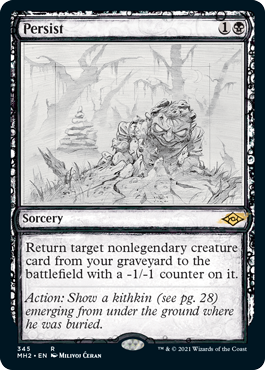 Persist 1
Sorcery
Return target nonlegendary creature
card from your graveyard to the
battlefield with a -1/-1 counter on it.
Action: Show a kithkin (see pg. 28)
emerging from under the ground where
he was buried.
345 R
MH2 • EN MILIVOJ ĆERAN ™ & © 2021 Wizards of the Coast